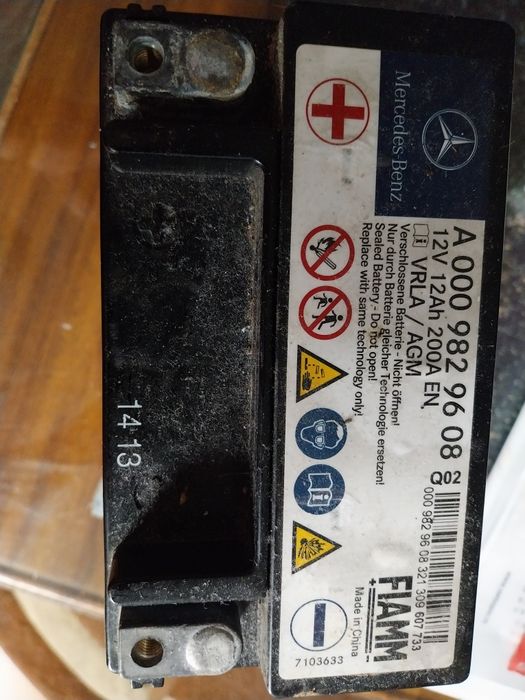 Mercedes-Benz
A 000 982 96 08 Q02
12V 12Ah 200A EN,
VRLA / AGM
Verschlossene Batterie - Nicht öffnen!
Nur durch Batterie gleicher Technologie ersetzen!
Sealed Battery - Do not open!
Replace with same technology only!
000 982 96 08 321 309 607 733
FIAMM
Made in China
7103633
14 13